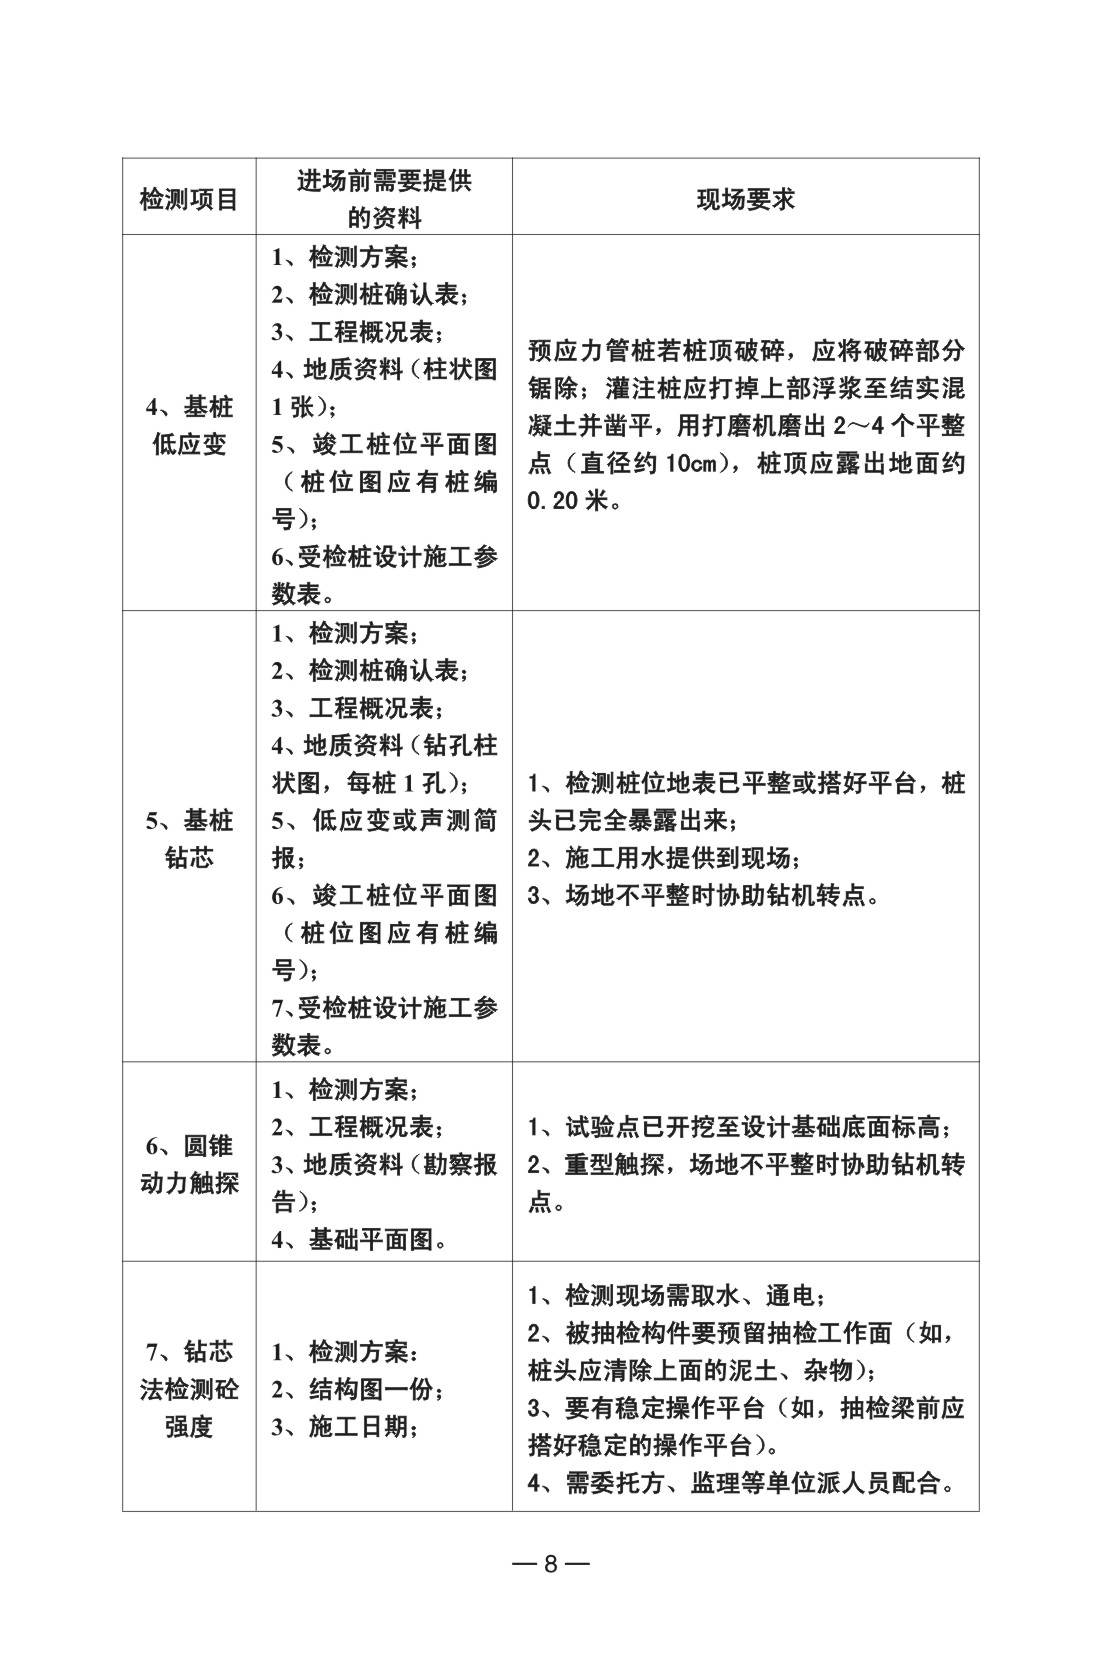 检测项目
进场前需要提供
的资料
现场要求
4、基桩
低应变
1、检测方案；
2、检测桩确认表；
3、工程概况表；
4、地质资料（柱状图
1 张）；
5、竣工桩位平面图
（桩位图应有桩编
号）；
6、受检桩设计施工参
数表。
预应力管桩若桩顶破碎，应将破碎部分
锯除；灌注桩应打掉上部浮浆至结实混
凝土并凿平，用打磨机磨出 2～4 个平整
点（直径约 10cm），桩顶应露出地面约
0.20 米。
5、基桩
钻芯
1、检测方案；
2、检测桩确认表；
3、工程概况表；
4、地质资料（钻孔柱
状图，每桩 1 孔）；
5、低应变或声测简
报；
6、竣工桩位平面图
（桩位图应有桩编
号）；
7、受检桩设计施工参
数表。
1、检测桩位地表已平整或搭好平台，桩
头已完全暴露出来；
2、施工用水提供到现场；
3、场地不平整时协助钻机转点。
6、圆锥
动力触探
1、检测方案；
2、工程概况表；
3、地质资料（勘察报
告）；
4、基础平面图。
1、试验点已开挖至设计基础底面标高；
2、重型触探，场地不平整时协助钻机转
点。
7、钻芯
法检测砼
强度
1、检测方案：
2、结构图一份；
3、施工日期；
1、检测现场需取水、通电；
2、被抽检构件要预留抽检工作面（如，
桩头应清除上面的泥土、杂物）；
3、要有稳定操作平台（如，抽检梁前应
搭好稳定的操作平台）。
4、需委托方、监理等单位派人员配合。
— 8 —